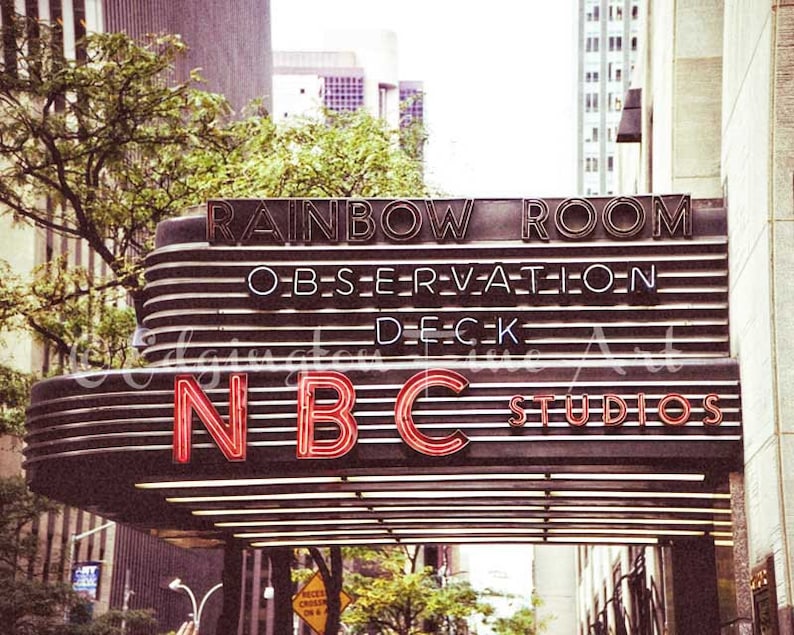 RAINBOW ROOM
OBSERVATION
DECK
© Edgington Fine Art
NBC STUDIOS